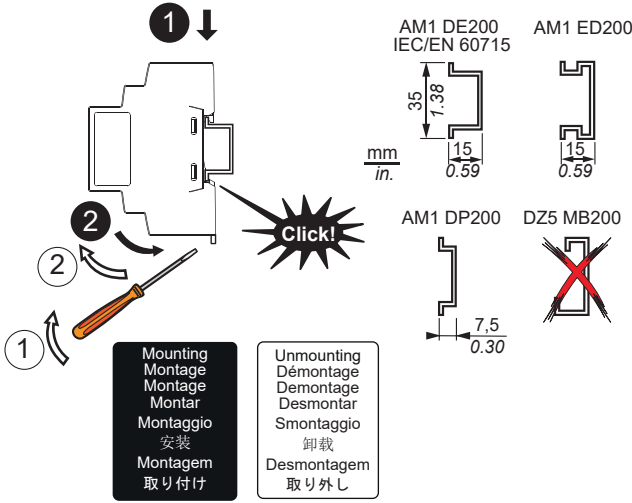 1
AM1 DE200
IEC/EN 60715
AM1 ED200
35
1.38
mm
in.
15
0.59
15
0.59
2
Click!
AM1 DP200
DZ5 MB200
2
7,5
0.30
1
Mounting
Montage
Montage
Montar
Montaggio
安装
Montagem
取り付け
Unmounting
Démontage
Demontage
Desmontar
Smontaggio
卸载
Desmontagem
取り外し